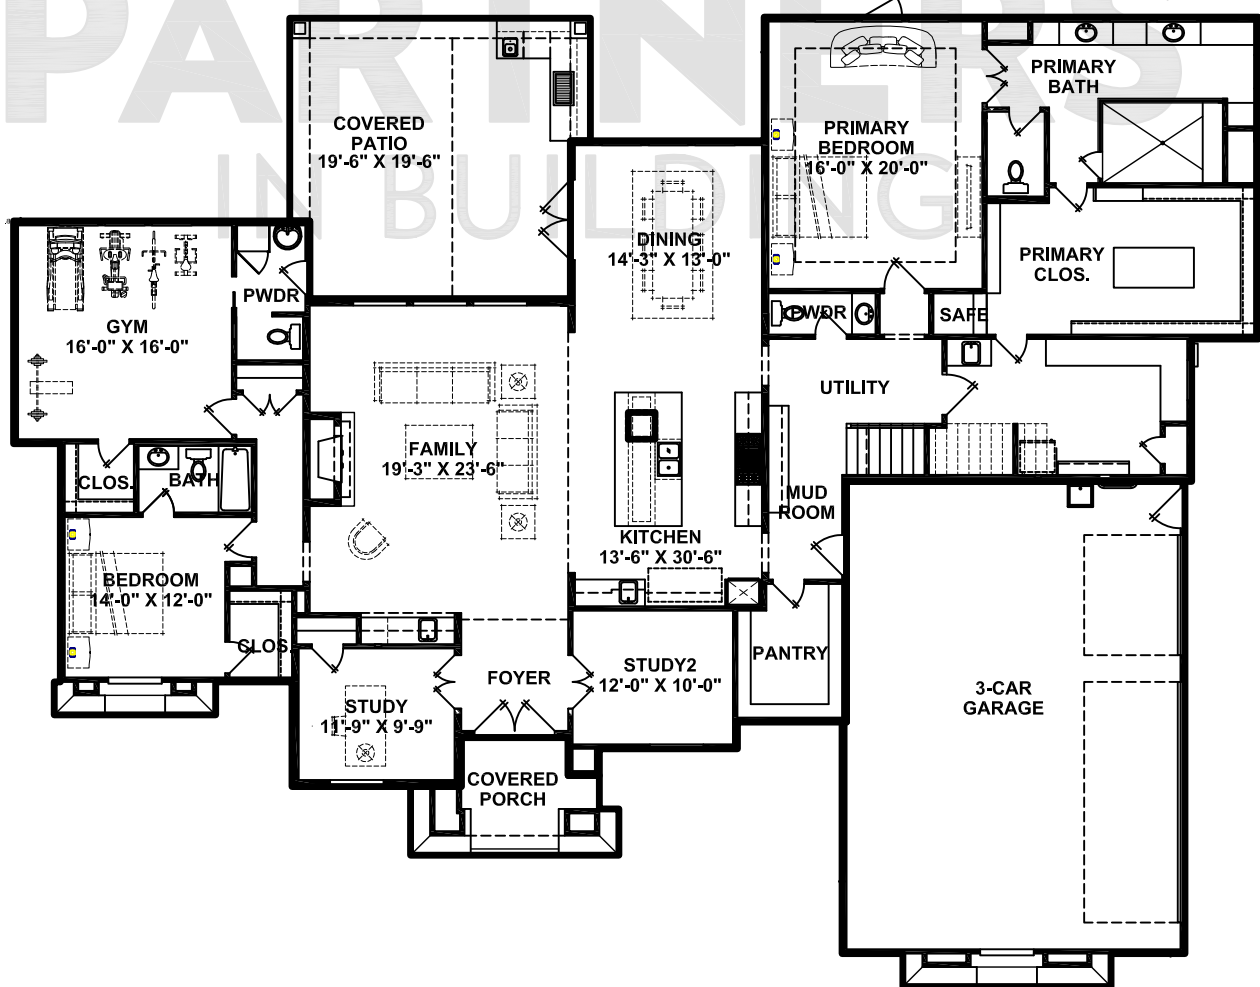 PARTNERS
IN BUILDING
COVERED
PATIO
19'-6" X 19'-6"
PRIMARY
BEDROOM
16'-0" X 20'-0"
PRIMARY
BATH
DINING
14'-3" X 13'-0"
PRIMARY
CLOS.
PWDR
GYM
16'-0" X 16'-0"
PWDR
SAFE
UTILITY
FAMILY
19'-3" X 23'-6"
CLOS.
BATH
MUD
ROOM
KITCHEN
13'-6" X 30'-6"
BEDROOM
14'-0" X 12'-0"
CLOS.
FOYER
STUDY2
12'-0" X 10'-0"
PANTRY
STUDY
11'-9" X 9'-9"
3-CAR
GARAGE
COVERED
PORCH